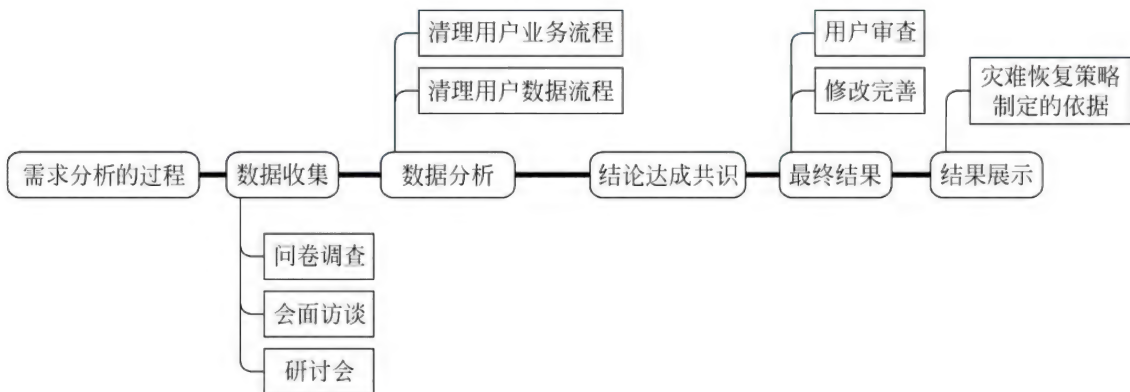 清理用户业务流程
用户审查
灾难恢复策略
制定的依据
清理用户数据流程
修改完善
需求分析的过程
数据收集
数据分析
结论达成共识
最终结果
结果展示
问卷调查
会面访谈
研讨会